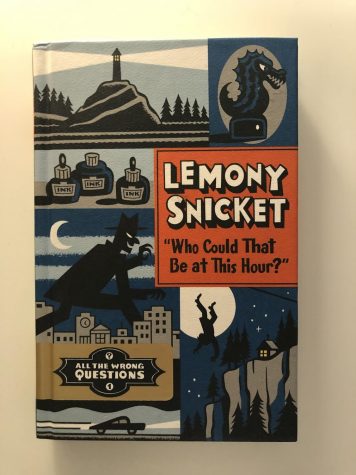 LEMONY
SNICKET
"Who Could That
Be at This Hour?"
INK
INK
INK
?
ALL THE WRONG
QUESTIONS
1